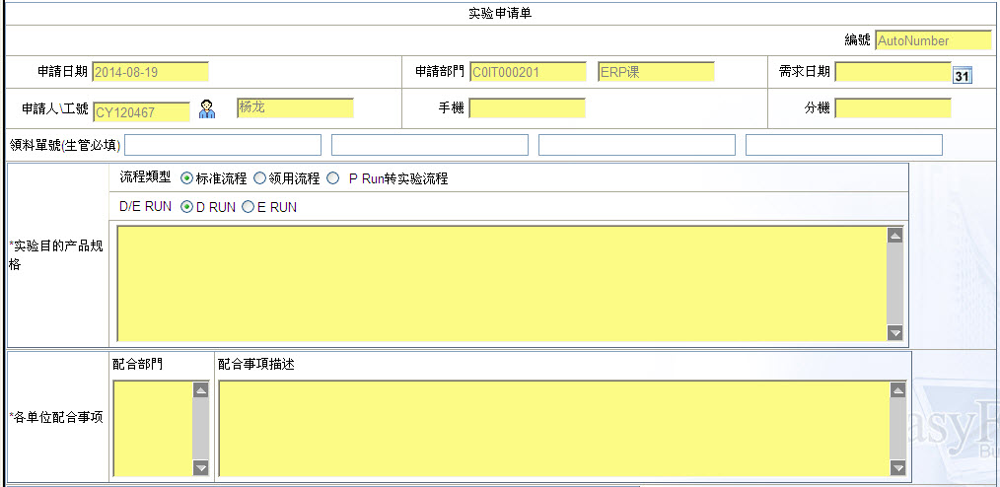 实验申请单
編號 AutoNumber
申請日期 2014-08-19 申請部門 C0IT000201 ERP课 需求日期 31
申請人\工號 CY120467 杨龙 手機 分機
領料單號(生管必填)
流程類型 标准流程 领用流程 P Run转实验流程
D/E RUN D RUN E RUN
*实验目的产品规
格
配合部門 配合事項描述
*各单位配合事项
asyF
Bu